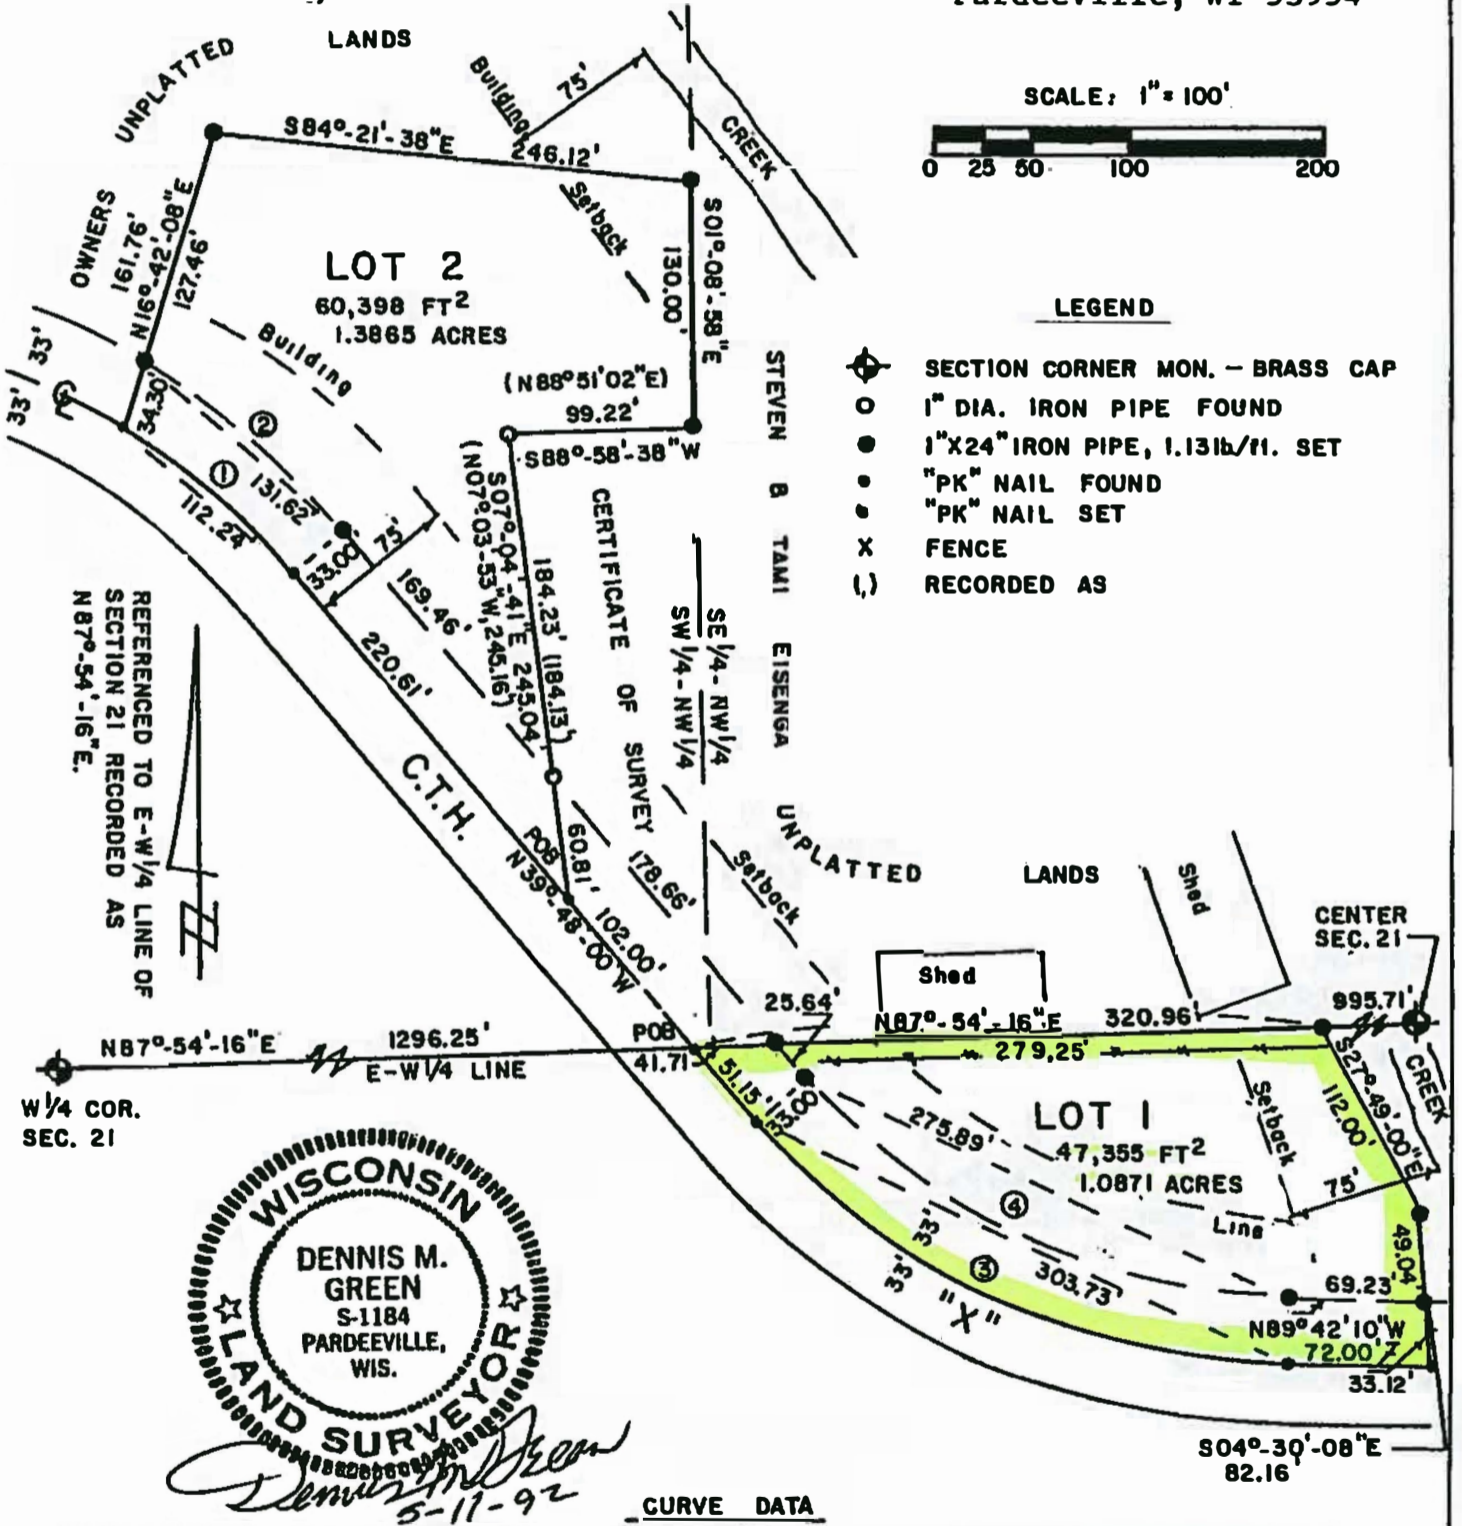 Pardeeville, WI 53954
UNPLATTED LANDS
SCALE: 1"= 100'
0 25 50 100 200
Building
75'
CREEK
S84°-21'-38"E
246.12'
Setback
OWNERS
161.76'
N16°-42'-08"E
127.46'
LOT 2
60,398 FT²
1.3865 ACRES
S01°-08'-58"E
130.00'
LEGEND
SECTION CORNER MON. – BRASS CAP
1" DIA. IRON PIPE FOUND
1"X24" IRON PIPE, 1.13lb/ft. SET
"PK" NAIL FOUND
"PK" NAIL SET
X FENCE
(,) RECORDED AS
33'
33'
34.30'
Building
②
①
131.62'
112.24'
33.00'
75'
(N88°51'02"E)
99.22'
S88°-58'-38"W
S07°-04'-41"E 245.04'
(N07°03'-53"W, 245.16')
184.23' (184.13')
169.46'
220.61'
CERTIFICATE OF SURVEY
SW 1/4 - NW 1/4
SE 1/4 - NW 1/4
STEVEN & TAMI EISENGA
REFERENCED TO E-W 1/4 LINE OF
SECTION 21 RECORDED AS
N87°-54'-16"E.
C.T.H.
POB
60.81'
N39°-48'-00"W
102.00'
178.66'
Setback
UNPLATTED LANDS
Shed
Shed
CENTER
SEC. 21
25.64'
N87°-54'-16"E
320.96'
995.71'
N87°-54'-16"E
1296.25'
E-W 1/4 LINE
POB
41.71'
279.25'
W 1/4 COR.
SEC. 21
51.15'
33.00'
LOT 1
47,355 FT²
1.0871 ACRES
275.89'
Setback
Line
75'
S27°-49'-00"E
112.00'
CREEK
④
③
33'
33'
303.73'
"X"
49.04'
69.23'
N89°42'10"W
72.00'
33.12'
S04°-30'-08"E
82.16'
WISCONSIN
DENNIS M.
GREEN
S-1184
PARDEEVILLE,
WIS.
LAND SURVEYOR
Dennis M Green
5-11-92
CURVE DATA